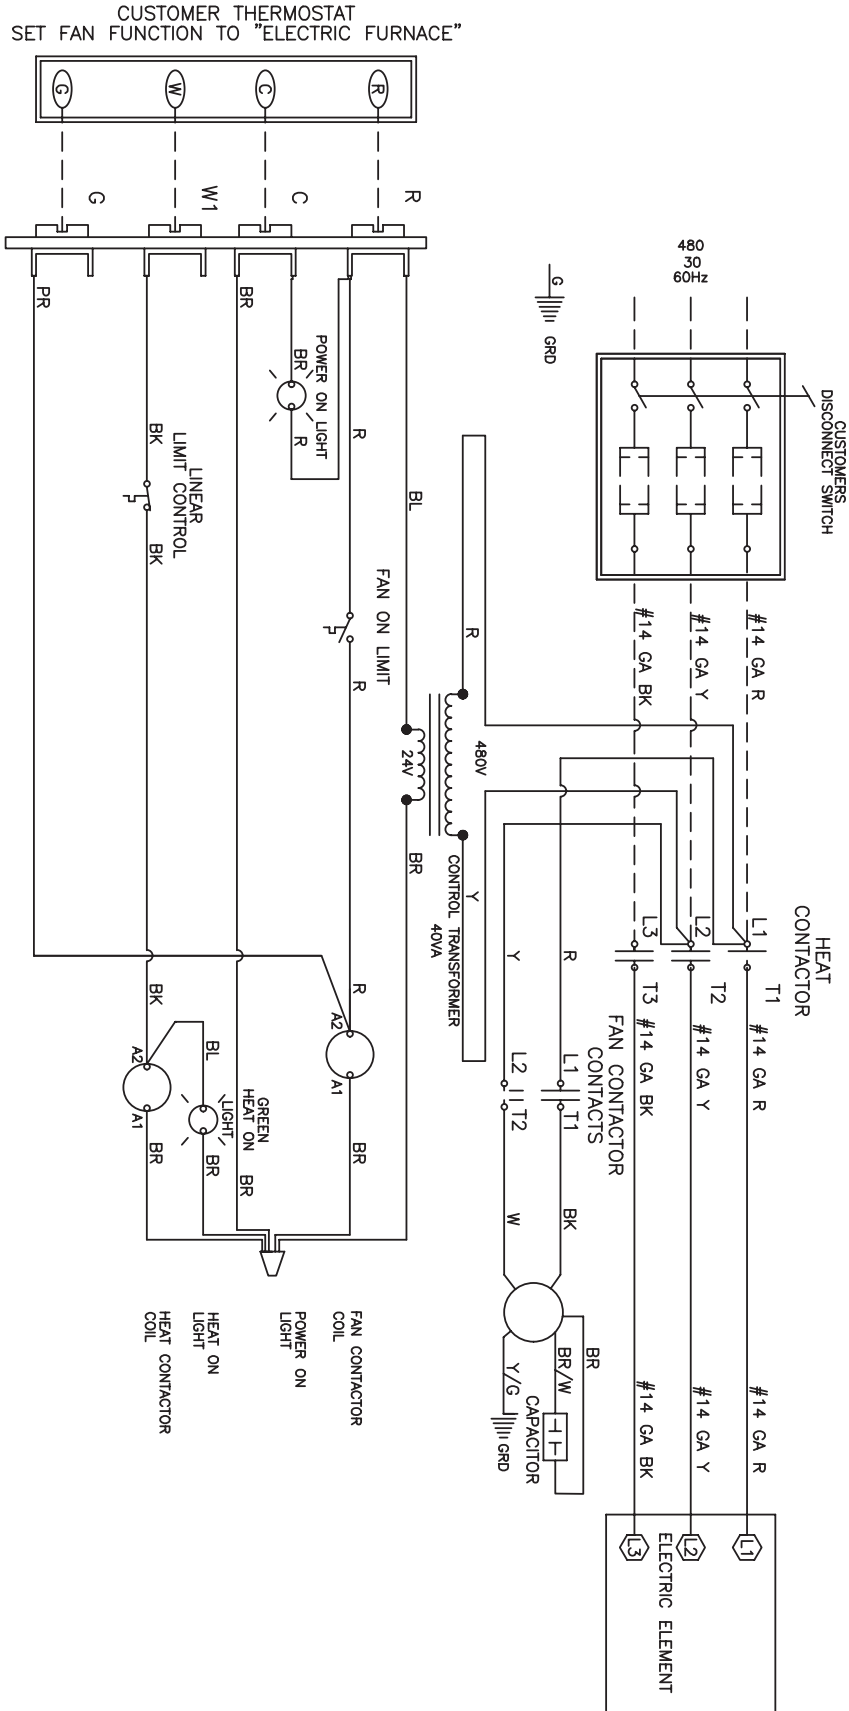 CUSTOMER THERMOSTAT
SET FAN FUNCTION TO "ELECTRIC FURNACE"
G
W
C
R
G
W1
C
R
480
30
60Hz
G
GRD
CUSTOMERS
DISCONNECT SWITCH
PR
BR
BK
LINEAR
LIMIT CONTROL
BK
POWER ON LIGHT
BR
R
R
BL
FAN ON LIMIT
R
R
#14 GA BK
#14 GA Y
#14 GA R
480V
24V
BR
CONTROL TRANSFORMER
40VA
Y
Y
R
HEAT
CONTACTOR
L1
L2
L3
T1
T2
T3
#14 GA BK
#14 GA Y
#14 GA R
FAN CONTACTOR
CONTACTS
L1
L2
T1
T2
BK
R
A2
A1
A2
A1
BL
GREEN
HEAT ON
LIGHT
BR
BR
BR
BR
W
BK
FAN CONTACTOR
COIL
POWER ON
LIGHT
HEAT ON
LIGHT
HEAT CONTACTOR
COIL
BR
BR/W
Y/G
CAPACITOR
GRD
#14 GA BK
#14 GA Y
#14 GA R
L1
L2
L3
ELECTRIC ELEMENT